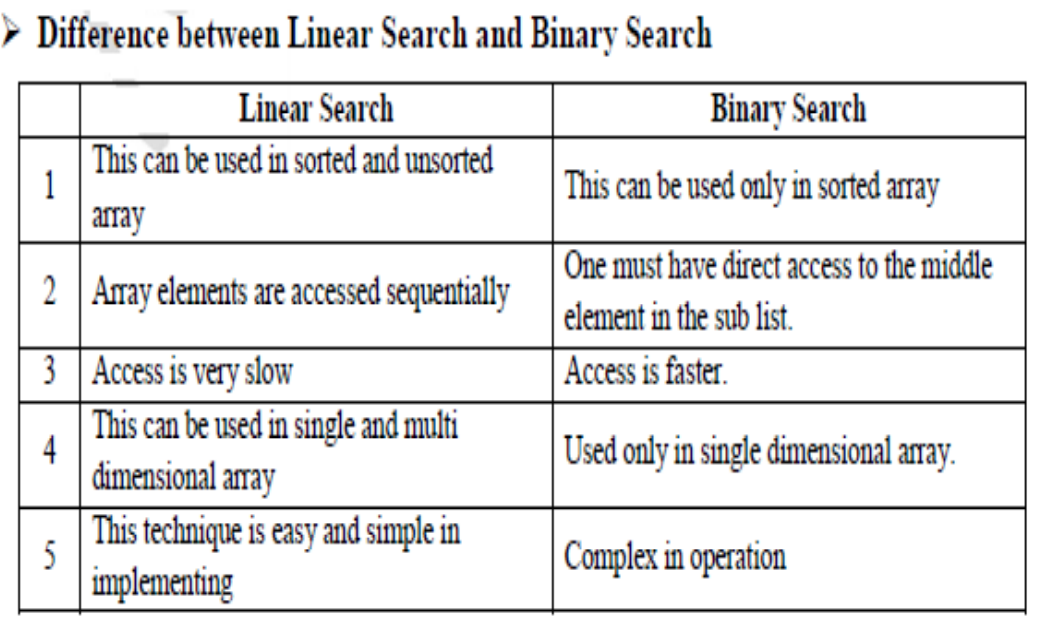 ➢ Difference between Linear Search and Binary Search
Linear Search Binary Search
1 This can be used in sorted and unsorted
array
This can be used only in sorted array
2 Array elements are accessed sequentially
One must have direct access to the middle
element in the sub list.
3 Access is very slow Access is faster.
4 This can be used in single and multi
dimensional array
Used only in single dimensional array.
5 This technique is easy and simple in
implementing
Complex in operation